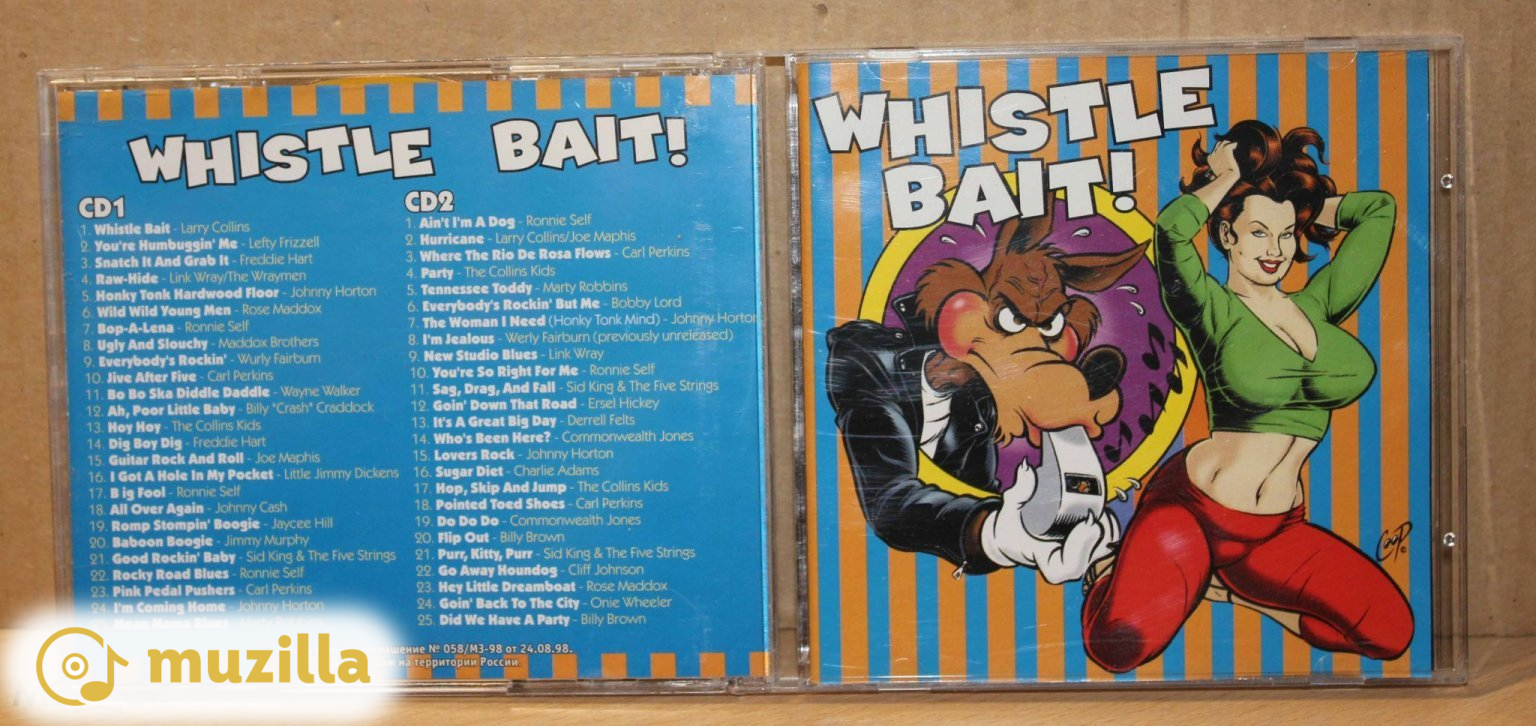 WHISTLE BAIT!
CD1
1. Whistle Bait - Larry Collins
2. You're Humbuggin' Me - Lefty Frizzell
3. Snatch It And Grab It - Freddie Hart
4. Raw-Hide - Link Wray/The Wraymen
5. Honky Tonk Hardwood Floor - Johnny Horton
6. Wild Wild Young Men - Rose Maddox
7. Bop-A-Lena - Ronnie Self
8. Ugly And Slouchy - Maddox Brothers
9. Everybody's Rockin' - Wurly Fairburn
10. Jive After Five - Carl Perkins
11. Bo Bo Ska Diddle Daddle - Wayne Walker
12. Ah, Poor Little Baby - Billy "Crash" Craddock
13. Hoy Hoy - The Collins Kids
14. Dig Boy Dig - Freddie Hart
15. Guitar Rock And Roll - Joe Maphis
16. I Got A Hole In My Pocket - Little Jimmy Dickens
17. Big Fool - Ronnie Self
18. All Over Again - Johnny Cash
19. Romp Stompin' Boogie - Jaycee Hill
20. Baboon Boogie - Jimmy Murphy
21. Good Rockin' Baby - Sid King & The Five Strings
22. Rocky Road Blues - Ronnie Self
23. Pink Pedal Pushers - Carl Perkins
24. I'm Coming Home - Johnny Horton
Mean Mama Blues
CD2
1. Ain't I'm A Dog - Ronnie Self
2. Hurricane - Larry Collins/Joe Maphis
3. Where The Rio De Rosa Flows - Carl Perkins
4. Party - The Collins Kids
5. Tennessee Toddy - Marty Robbins
6. Everybody's Rockin' But Me - Bobby Lord
7. The Woman I Need (Honky Tonk Mind) - Johnny Horton
8. I'm Jealous - Werly Fairburn (previously unreleased)
9. New Studio Blues - Link Wray
10. You're So Right For Me - Ronnie Self
11. Sag, Drag, And Fall - Sid King & The Five Strings
12. Goin' Down That Road - Ersel Hickey
13. It's A Great Big Day - Derrell Felts
14. Who's Been Here? - Commonwealth Jones
15. Lovers Rock - Johnny Horton
16. Sugar Diet - Charlie Adams
17. Hop, Skip And Jump - The Collins Kids
18. Pointed Toed Shoes - Carl Perkins
19. Do Do Do - Commonwealth Jones
20. Flip Out - Billy Brown
21. Purr, Kitty, Purr - Sid King & The Five Strings
22. Go Away Houndog - Cliff Johnson
23. Hey Little Dreamboat - Rose Maddox
24. Goin' Back To The City - Onie Wheeler
25. Did We Have A Party - Billy Brown
№ 058/МЗ-98 от 24.08.98.
на территории России.
muzilla
WHISTLE
BAIT!
Coop